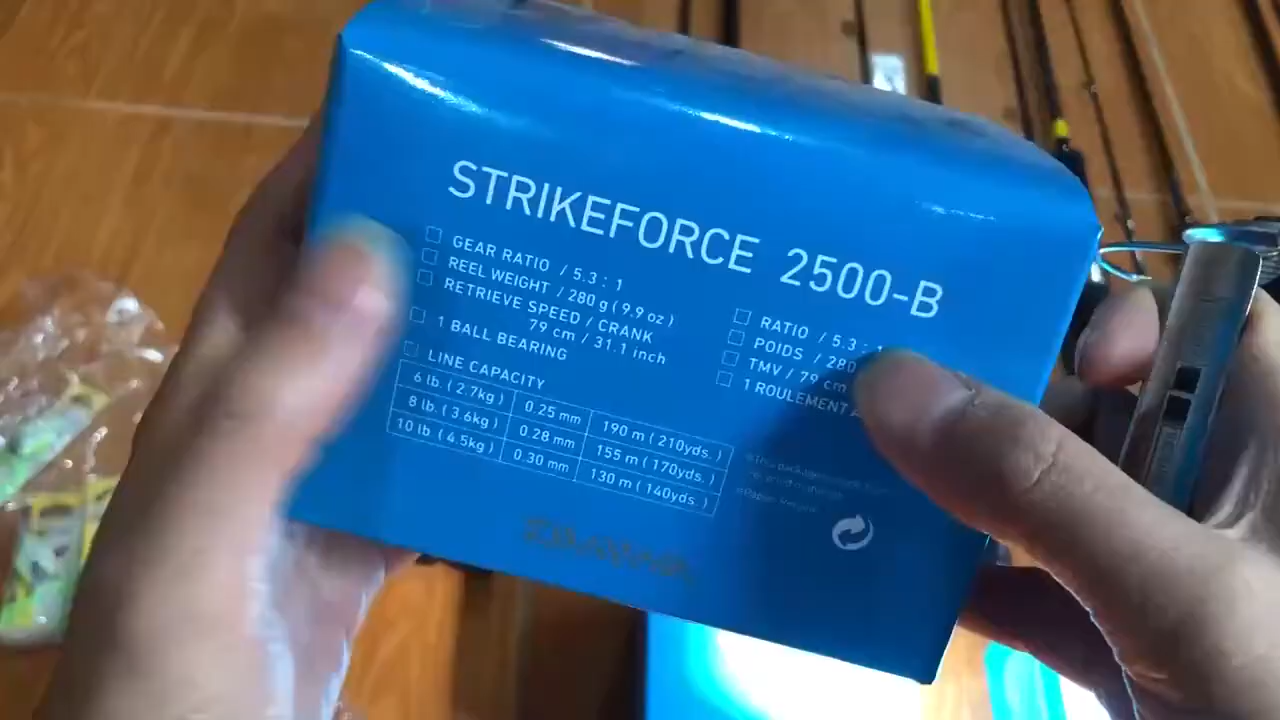 STRIKEFORCE 2500-B
GEAR RATIO / 5.3 : 1
REEL WEIGHT / 280 g ( 9.9 oz )
RETRIEVE SPEED / CRANK
79 cm / 31.1 inch
1 BALL BEARING
LINE CAPACITY
6 lb. ( 2.7kg ) 0.25 mm 190 m ( 210yds. )
8 lb. ( 3.6kg ) 0.28 mm 155 m ( 170yds. )
10 lb. ( 4.5kg ) 0.30 mm 130 m ( 140yds. )
RATIO / 5.3 :
POIDS / 280
TMV / 79 cm
1 ROULEMENT
DAIWA